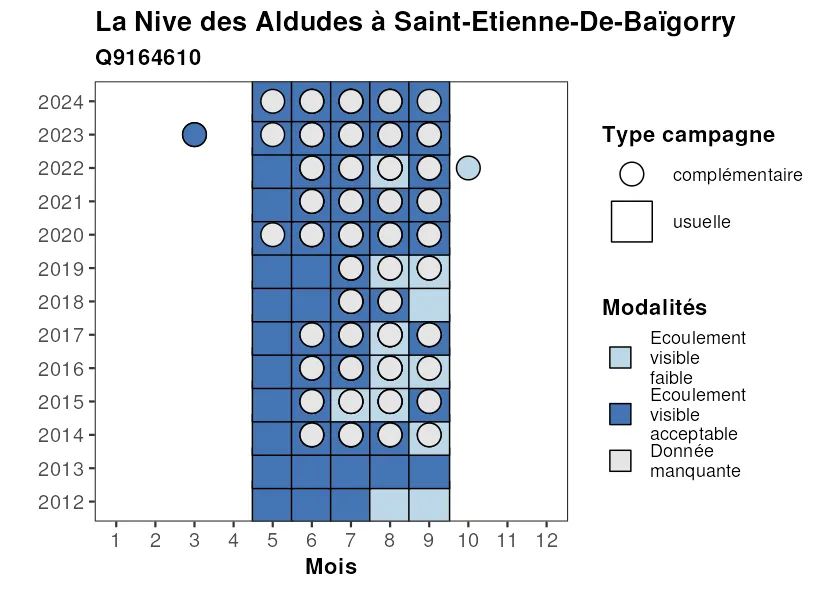 La Nive des Aldudes à Saint-Etienne-De-Baïgorry
Q9164610
2024
2023
2022
2021
2020
2019
2018
2017
2016
2015
2014
2013
2012
1 2 3 4 5 6 7 8 9 10 11 12
Mois
Type campagne
complémentaire
usuelle
Modalités
Ecoulement
visible
faible
Ecoulement
visible
acceptable
Donnée
manquante